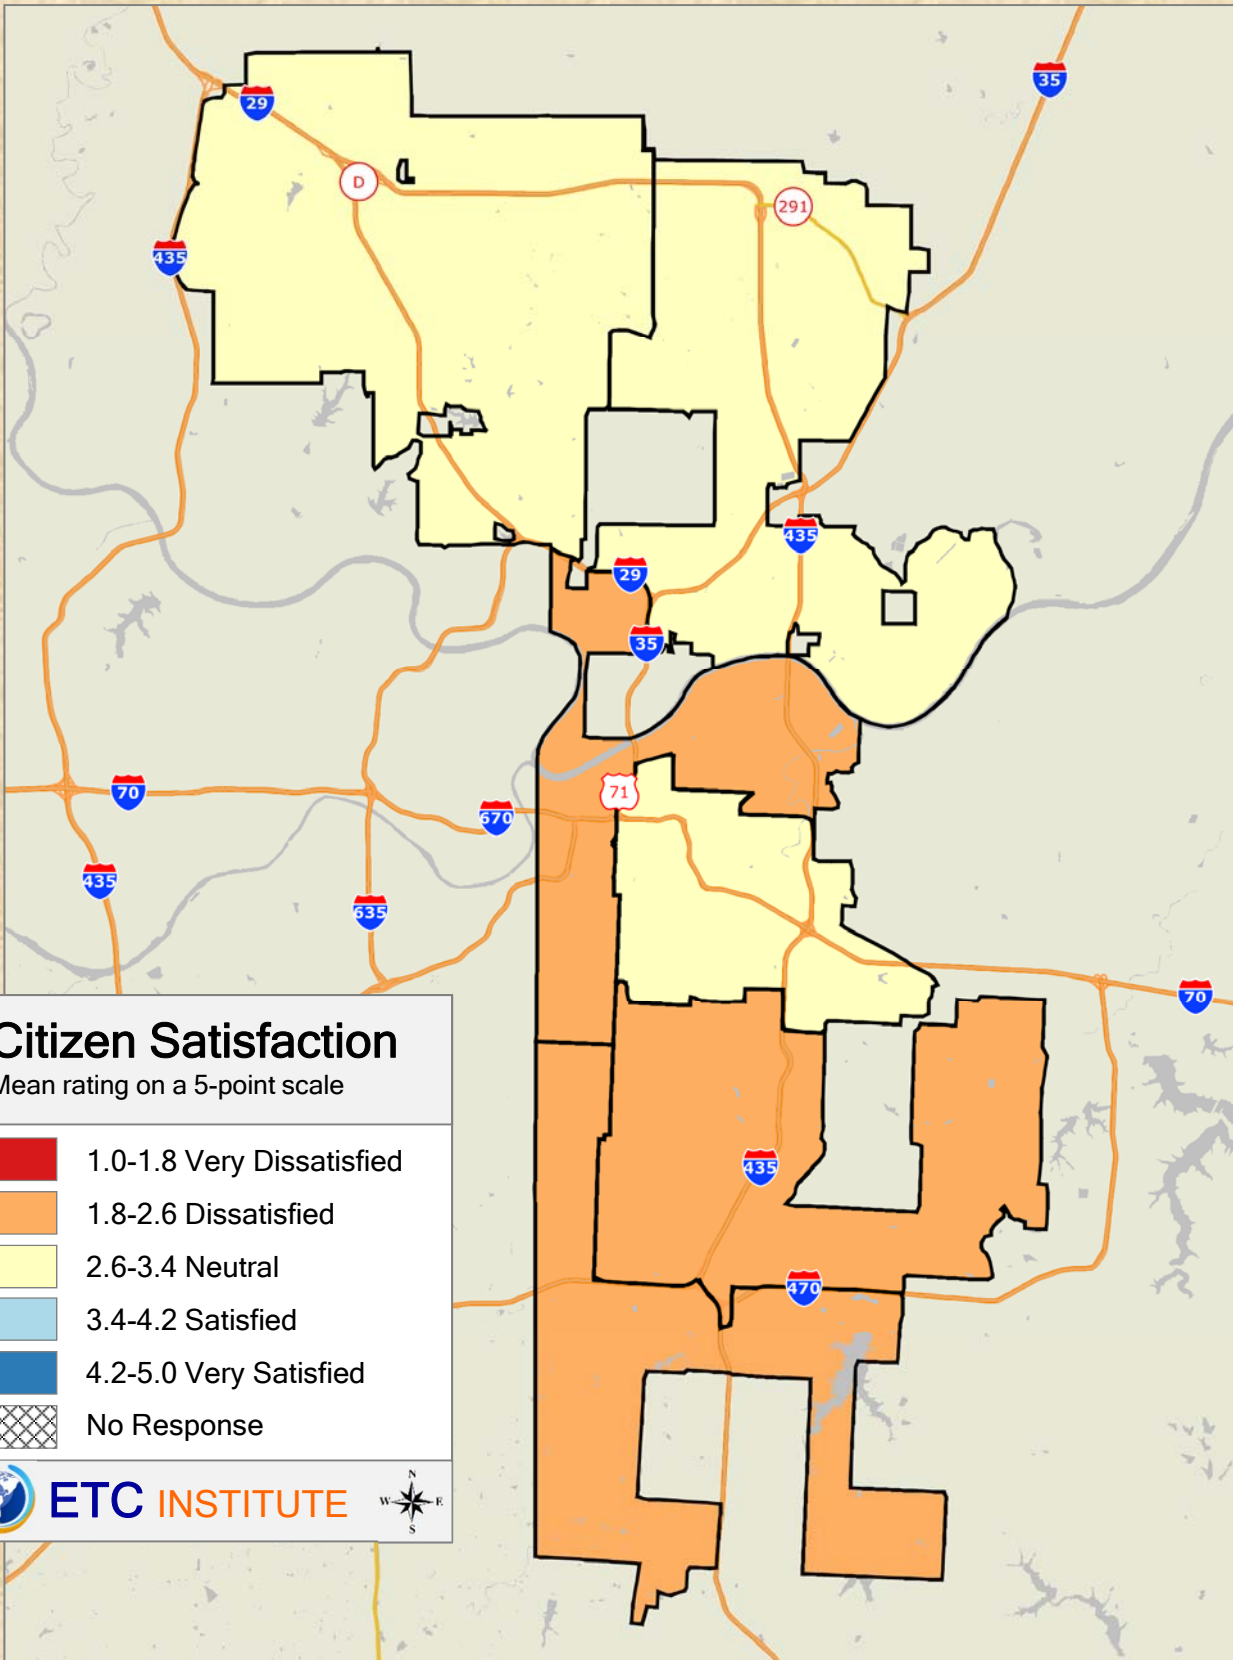 35
29
D
291
435
435
29
35
70
71
670
435
635
70
Citizen Satisfaction
Mean rating on a 5-point scale
1.0-1.8 Very Dissatisfied
435
1.8-2.6 Dissatisfied
2.6-3.4 Neutral
470
3.4-4.2 Satisfied
4.2-5.0 Very Satisfied
No Response
ETC INSTITUTE
N
W E
S